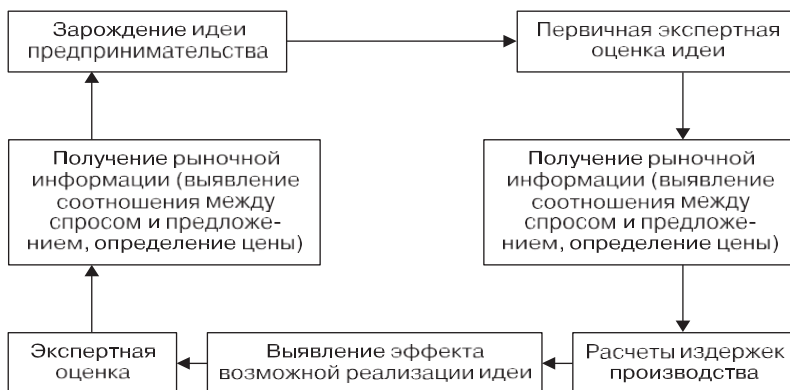 Зарождение идеи
предпринимательства
Первичная экспертная
оценка идеи
Получение рыночной
информации (выявление
соотношения между
спросом и предложе-
нием, определение цены)
Получение рыночной
информации (выявление
соотношения между
спросом и предложе-
нием, определение цены)
Экспертная
оценка
Выявление эффекта
возможной реализации идеи
Расчеты издержек
производства